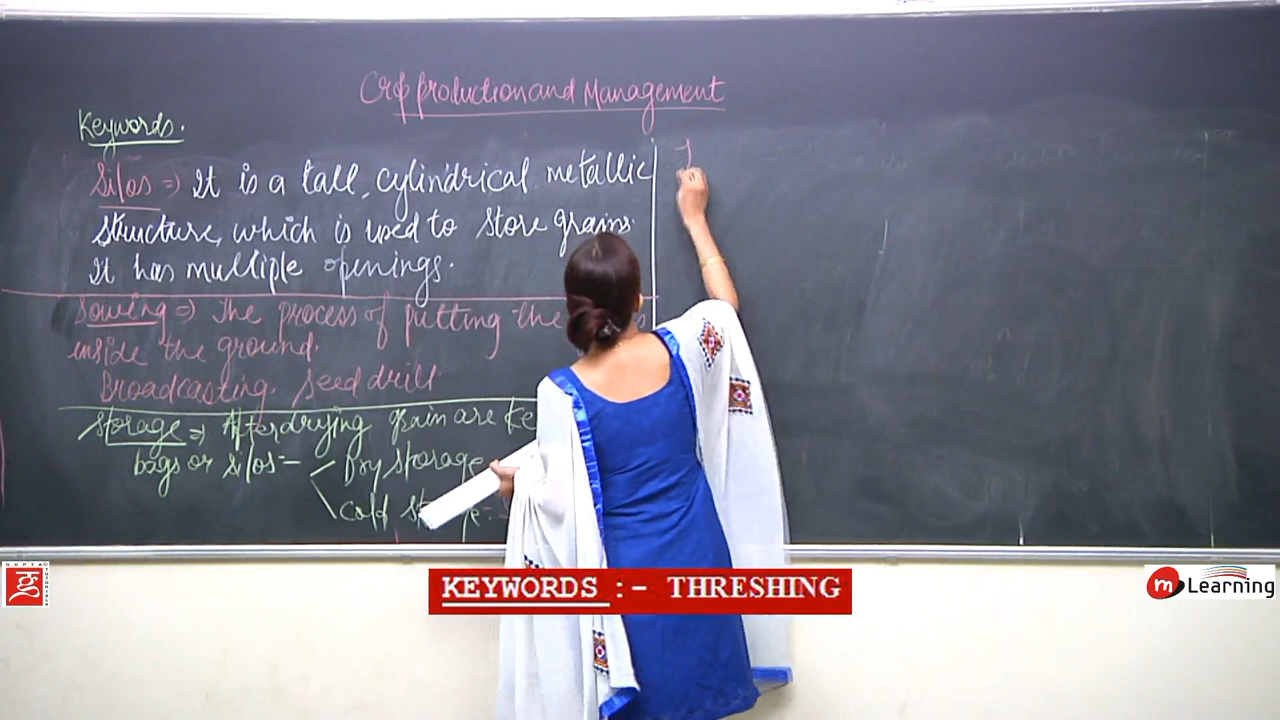 Crop production and Management
Keywords.
Silos => It is a tall, cylindrical metallic
structure, which is used to store grains.
It has multiple openings.
Sowing => The process of putting the
inside the ground.
Broadcasting, Seed drill
Storage => After drying grain are Ke
bags or silos -
Dry storage
cold
T
KEYWORDS :- THRESHING
GUPTA TUTORIALS
m Learning